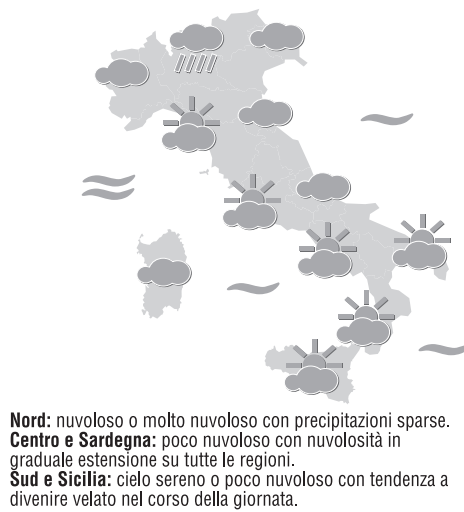 Nord: nuvoloso o molto nuvoloso con precipitazioni sparse.
Centro e Sardegna: poco nuvoloso con nuvolosità in
graduale estensione su tutte le regioni.
Sud e Sicilia: cielo sereno o poco nuvoloso con tendenza a
divenire velato nel corso della giornata.